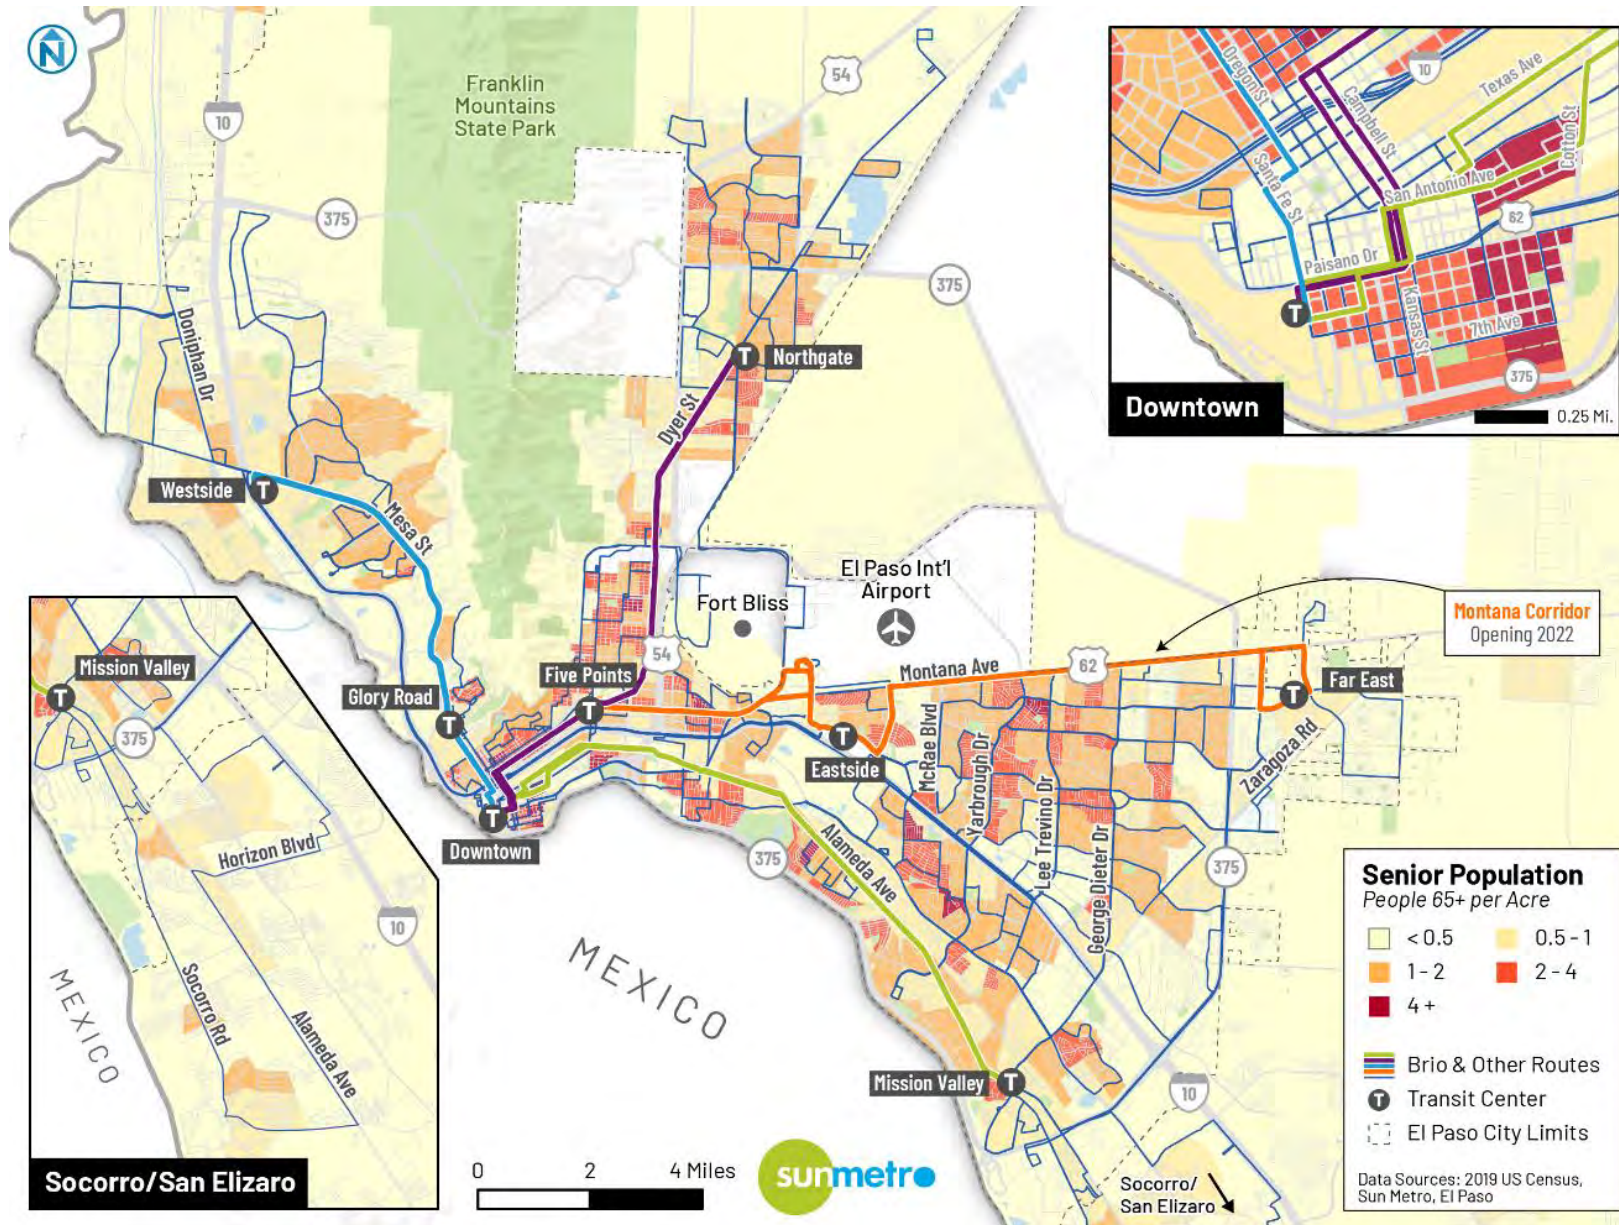 N
Franklin
Mountains
State Park
54
10
375
375
Doniphan Dr
Northgate
Dyer St
Westside
Mesa St
El Paso Int'l
Airport
Fort Bliss
54
Five Points
Montana Ave
62
Montana Corridor
Opening 2022
Far East
Glory Road
McRae Blvd
Yarbrough Dr
Lee Trevino Dr
George Dieter Dr
Zaragoza Rd
Eastside
Downtown
375
Alameda Ave
375
MEXICO
Mission Valley
10
Socorro/
San Elizaro
Oregon St
10
Texas Ave
Campbell St
Cotton St
Santa Fe St
San Antonio Ave
62
Paisano Dr
Kansas St
7th Ave
375
Downtown
0.25 Mi.
Mission Valley
375
Horizon Blvd
10
Socorro Rd
Alameda Ave
MEXICO
Socorro/San Elizaro
0 2 4 Miles
sunmetro
Senior Population
People 65+ per Acre
< 0.5 0.5 - 1
1 - 2 2 - 4
4 +
Brio & Other Routes
T Transit Center
El Paso City Limits
Data Sources: 2019 US Census,
Sun Metro, El Paso
T
T
T
T
T
T
T
T
T
T